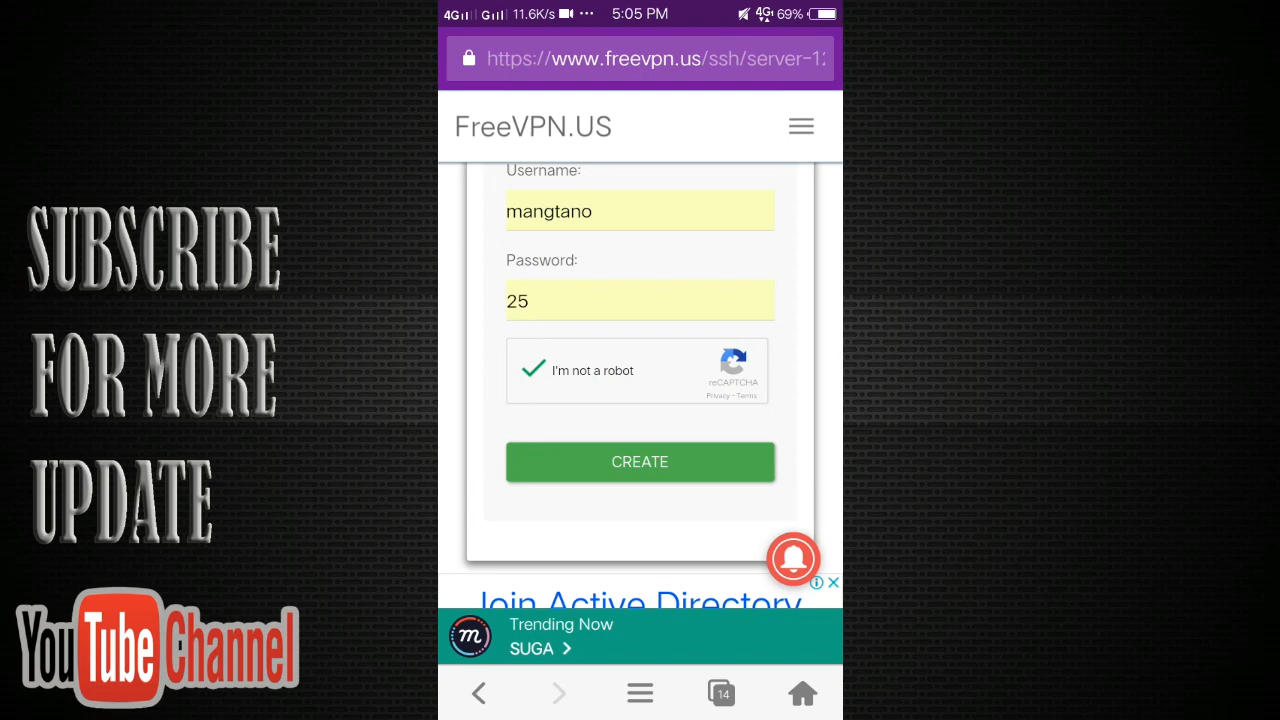 4G G 11.6K/s ... 5:05 PM 4G 69%
https://www.freevpn.us/ssh/server-12
FreeVPN.US
Username:
mangtano
Password:
25
I'm not a robot
reCAPTCHA
Privacy - Terms
CREATE
Join Active Directory
m
Trending Now
SUGA >
14
SUBSCRIBE
FOR MORE
UPDATE
YouTube Channel